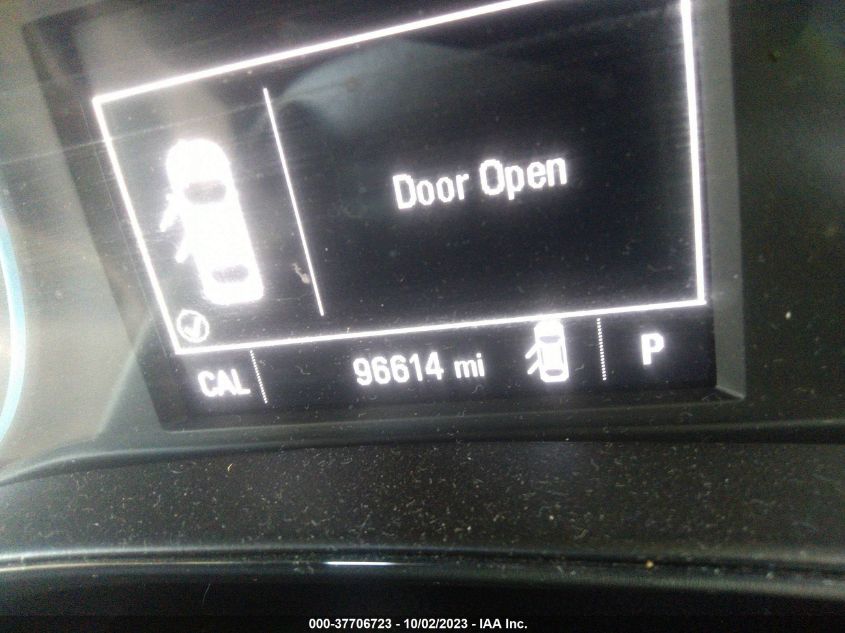 Door Open
CAL 96614 mi P
000-37706723 - 10/02/2023 - IAA Inc.